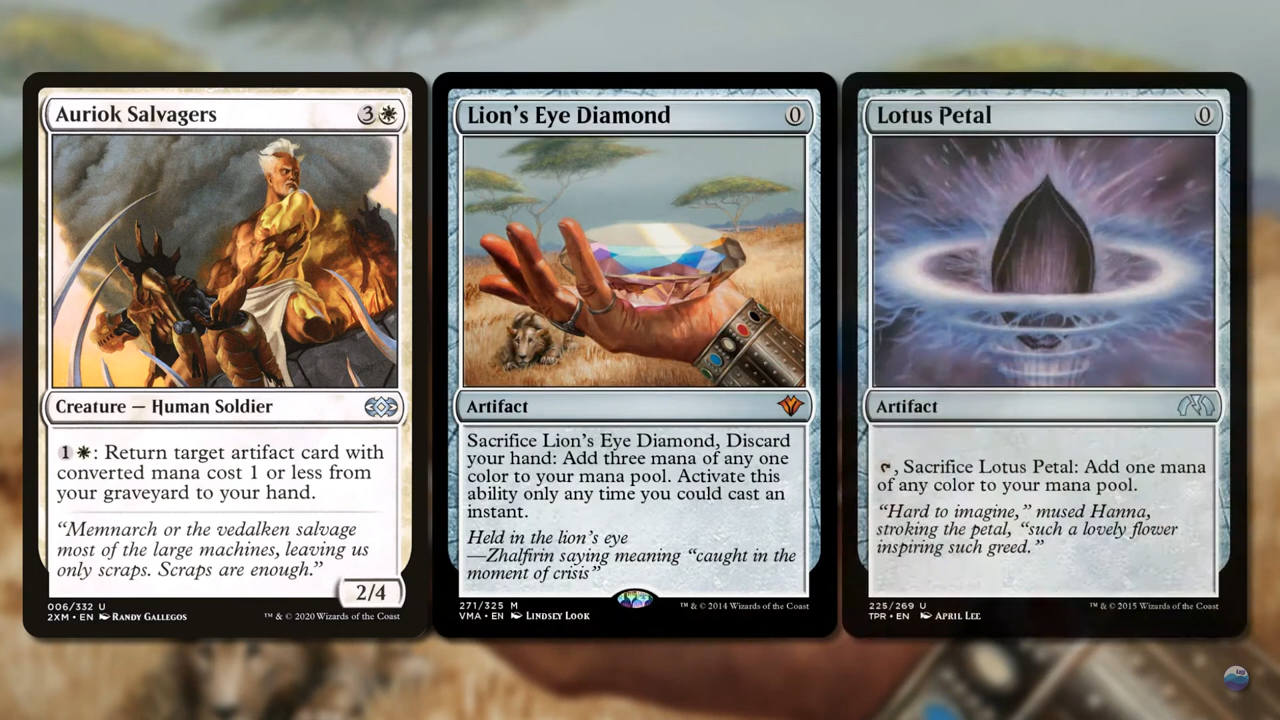 Auriok Salvagers 3
Creature — Human Soldier
1 : Return target artifact card with
converted mana cost 1 or less from
your graveyard to your hand.
“Memnarch or the vedalken salvage
most of the large machines, leaving us
only scraps. Scraps are enough.”
2/4
006/332 U
2XM • EN Randy Gallegos
™ & © 2020 Wizards of the Coast
Lion's Eye Diamond 0
Artifact
Sacrifice Lion's Eye Diamond, Discard
your hand: Add three mana of any one
color to your mana pool. Activate this
ability only any time you could cast an
instant.
Held in the lion's eye
—Zhalfirin saying meaning “caught in the
moment of crisis”
271/325 M
VMA • EN Lindsey Look
™ & © 2014 Wizards of the Coast
Lotus Petal 0
Artifact
, Sacrifice Lotus Petal: Add one mana
of any color to your mana pool.
“Hard to imagine,” mused Hanna,
stroking the petal, “such a lovely flower
inspiring such greed.”
225/269 U
TPR • EN April Lee
™ & © 2015 Wizards of the Coast